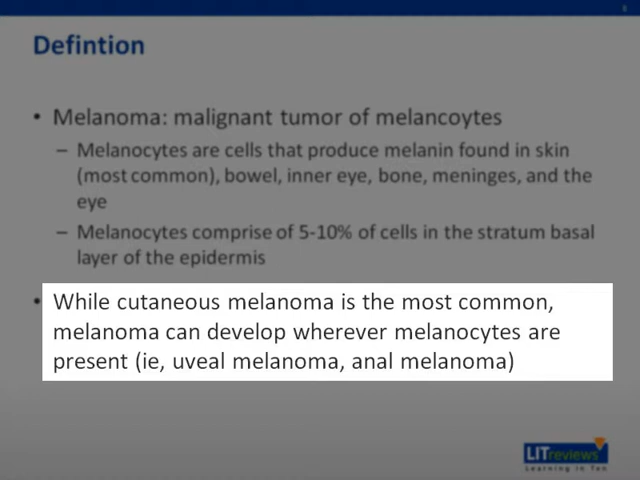 Defintion
• Melanoma: malignant tumor of melancoytes
– Melanocytes are cells that produce melanin found in skin
(most common), bowel, inner eye, bone, meninges, and the
eye
– Melanocytes comprise of 5-10% of cells in the stratum basal
layer of the epidermis
• While cutaneous melanoma is the most common,
melanoma can develop wherever melanocytes are
present (ie, uveal melanoma, anal melanoma)
LITreviews
Learning in Ten